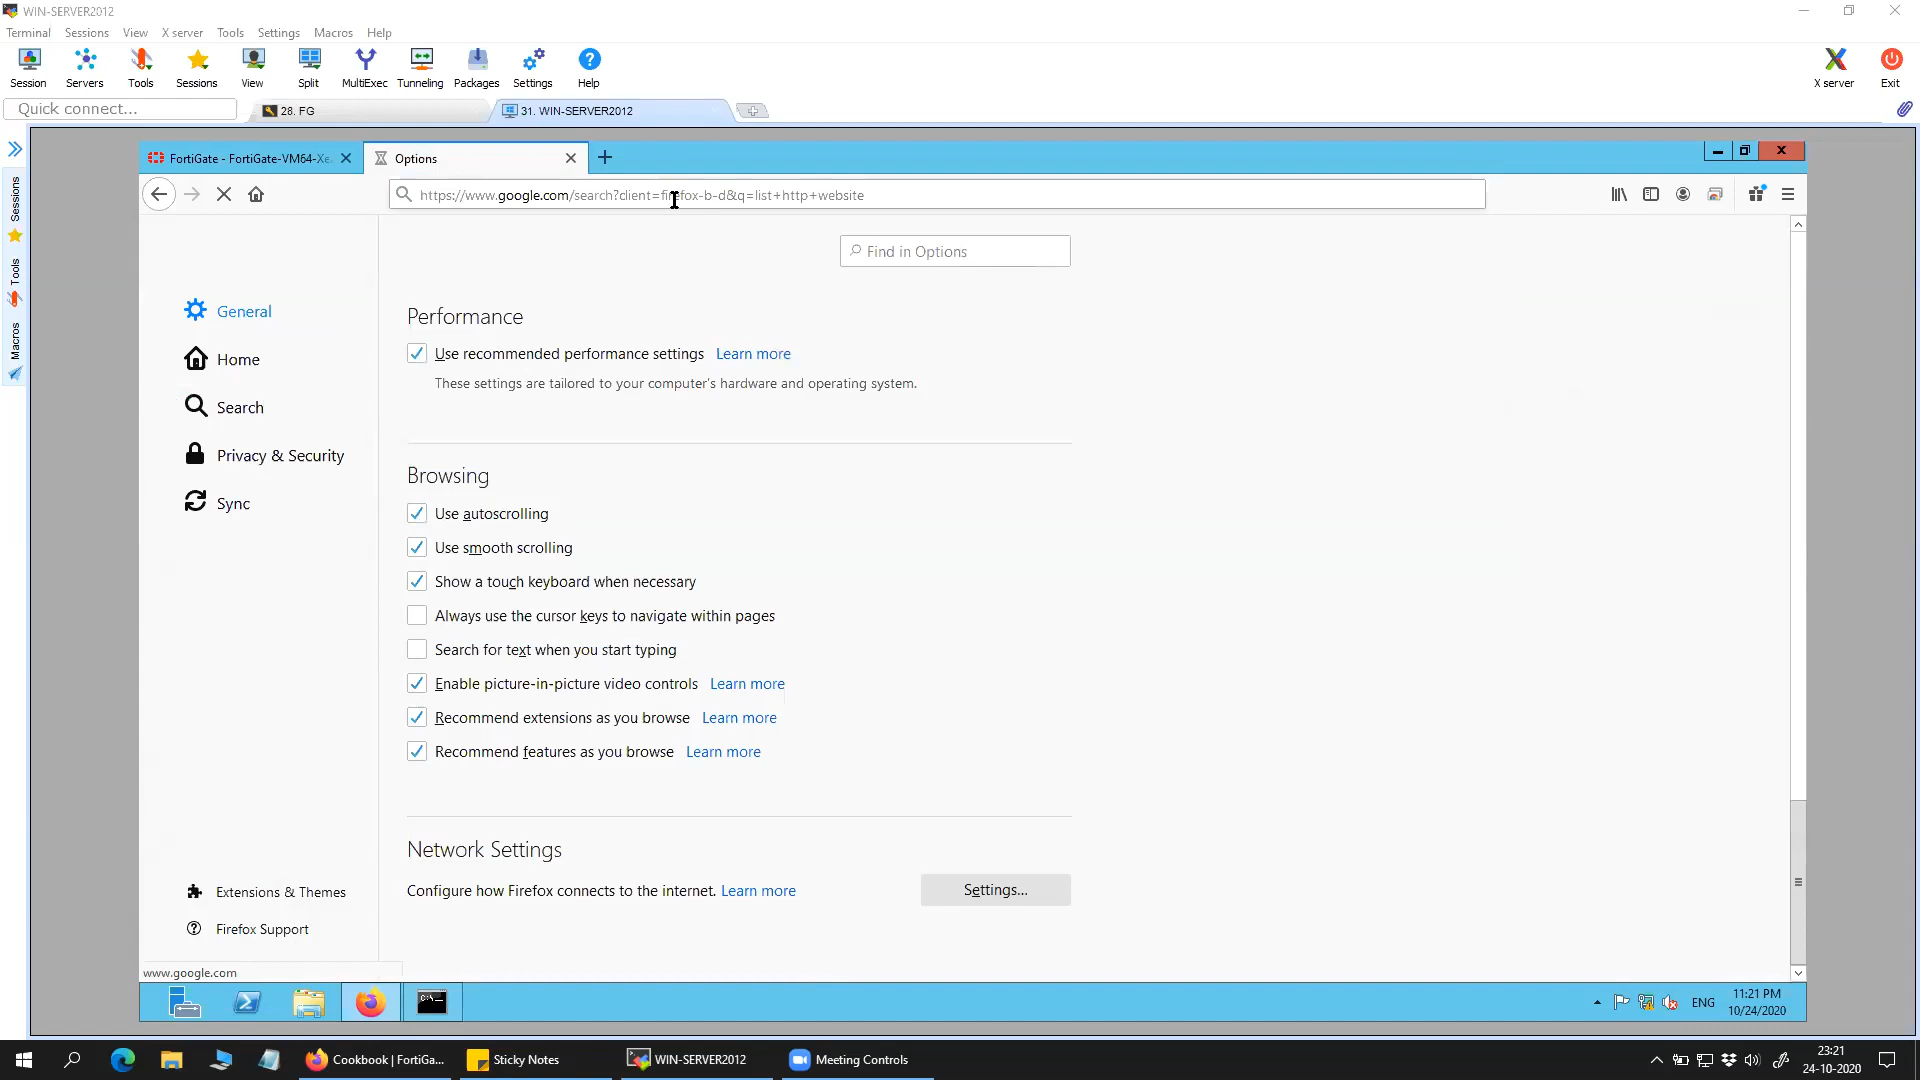 WIN-SERVER2012
Terminal Sessions View X server Tools Settings Macros Help
Session Servers Tools Sessions View Split MultiExec Tunneling Packages Settings Help X server Exit
Quick connect...
28. FG
31. WIN-SERVER2012
Sessions
Tools
Macros
FortiGate - FortiGate-VM64-Xe
Options
https://www.google.com/search?client=firefox-b-d&q=list+http+website
Find in Options
General
Home
Search
Privacy & Security
Sync
Extensions & Themes
Firefox Support
Performance
Use recommended performance settings Learn more
These settings are tailored to your computer's hardware and operating system.
Browsing
Use autoscrolling
Use smooth scrolling
Show a touch keyboard when necessary
Always use the cursor keys to navigate within pages
Search for text when you start typing
Enable picture-in-picture video controls Learn more
Recommend extensions as you browse Learn more
Recommend features as you browse Learn more
Network Settings
Configure how Firefox connects to the internet. Learn more
Settings...
www.google.com
C:\
ENG
11:21 PM
10/24/2020
Cookbook | FortiGa...
Sticky Notes
WIN-SERVER2012
Meeting Controls
23:21
24-10-2020